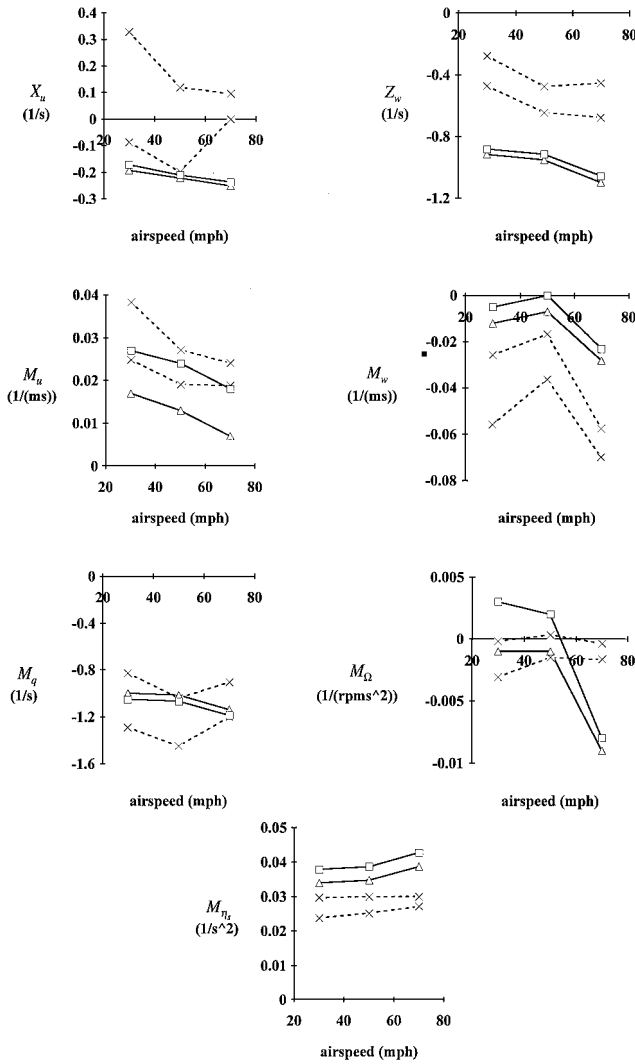 0.4
0.3
0.2
0.1
0
-0.1
-0.2
-0.3
20 40 60 80
X_u
(1/s)
airspeed (mph)
20 40 60 80
0
-0.4
-0.8
-1.2
Z_w
(1/s)
airspeed (mph)
0.04
0.03
0.02
0.01
0
20 40 60 80
M_u
(1/(ms))
airspeed (mph)
0
20 40 60 80
-0.02
-0.04
-0.06
-0.08
M_w
(1/(ms))
airspeed (mph)
0
20 40 60 80
-0.4
-0.8
-1.2
-1.6
M_q
(1/s)
airspeed (mph)
0.005
0
20 40 60 80
-0.005
-0.01
M_Ω
(1/(rpms^2))
airspeed (mph)
0.05
0.04
0.03
0.02
0.01
0
20 40 60 80
M_ηs
(1/s^2)
airspeed (mph)